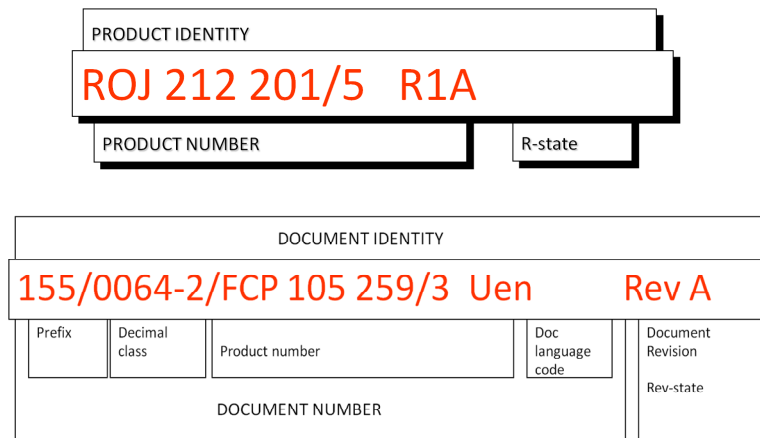 PRODUCT IDENTITY
ROJ 212 201/5 R1A
PRODUCT NUMBER R-state
DOCUMENT IDENTITY
155/0064-2/FCP 105 259/3 Uen Rev A
Prefix Decimal class Product number Doc language code Document Revision
Rev-state
DOCUMENT NUMBER